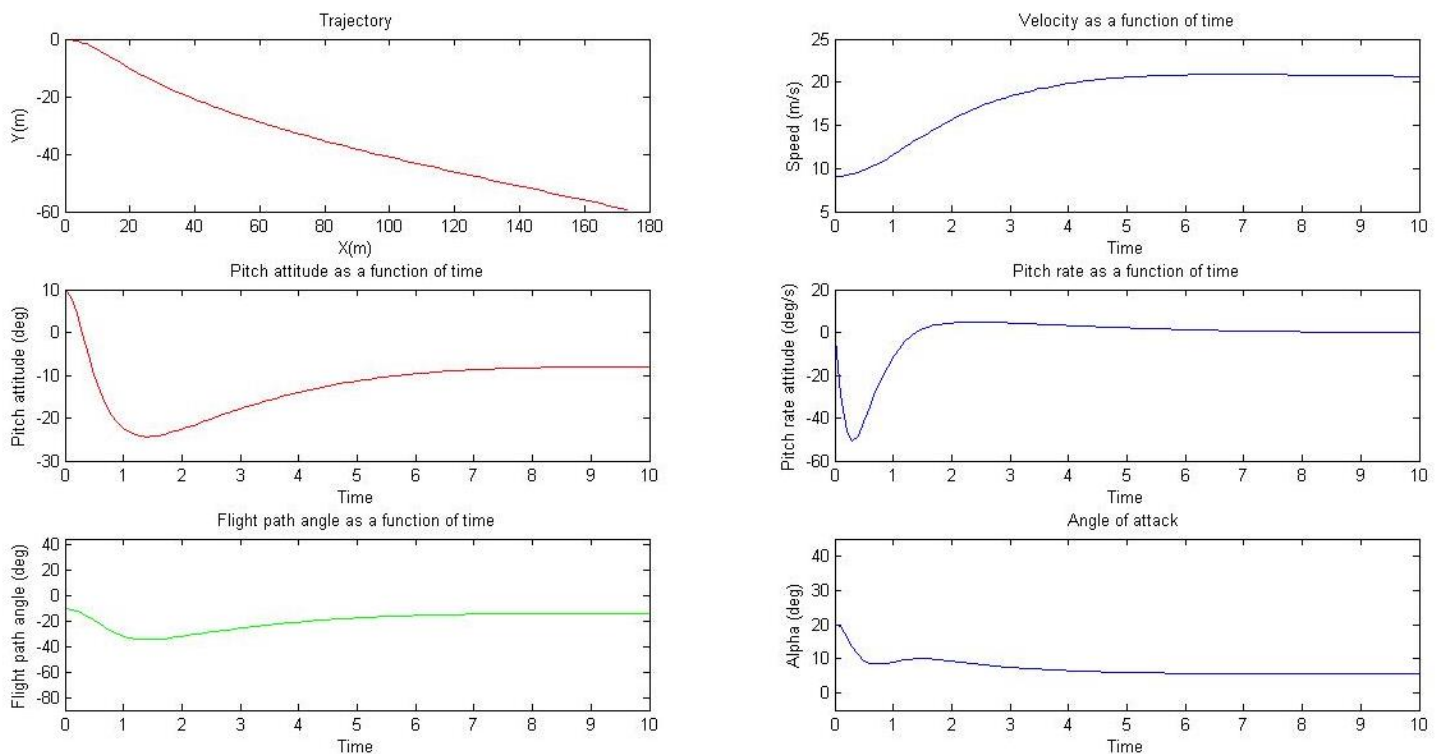 Trajectory
0
-20
-40
-60
Y(m)
0 20 40 60 80 100 120 140 160 180
X(m)
Velocity as a function of time
25
20
15
10
5
Speed (m/s)
0 1 2 3 4 5 6 7 8 9 10
Time
Pitch attitude as a function of time
10
0
-10
-20
-30
Pitch attitude (deg)
0 1 2 3 4 5 6 7 8 9 10
Time
Pitch rate as a function of time
20
0
-20
-40
-60
Pitch rate attitude (deg/s)
0 1 2 3 4 5 6 7 8 9 10
Time
Flight path angle as a function of time
40
20
0
-20
-40
-60
-80
Flight path angle (deg)
0 1 2 3 4 5 6 7 8 9 10
Time
Angle of attack
40
30
20
10
0
Alpha (deg)
0 1 2 3 4 5 6 7 8 9 10
Time